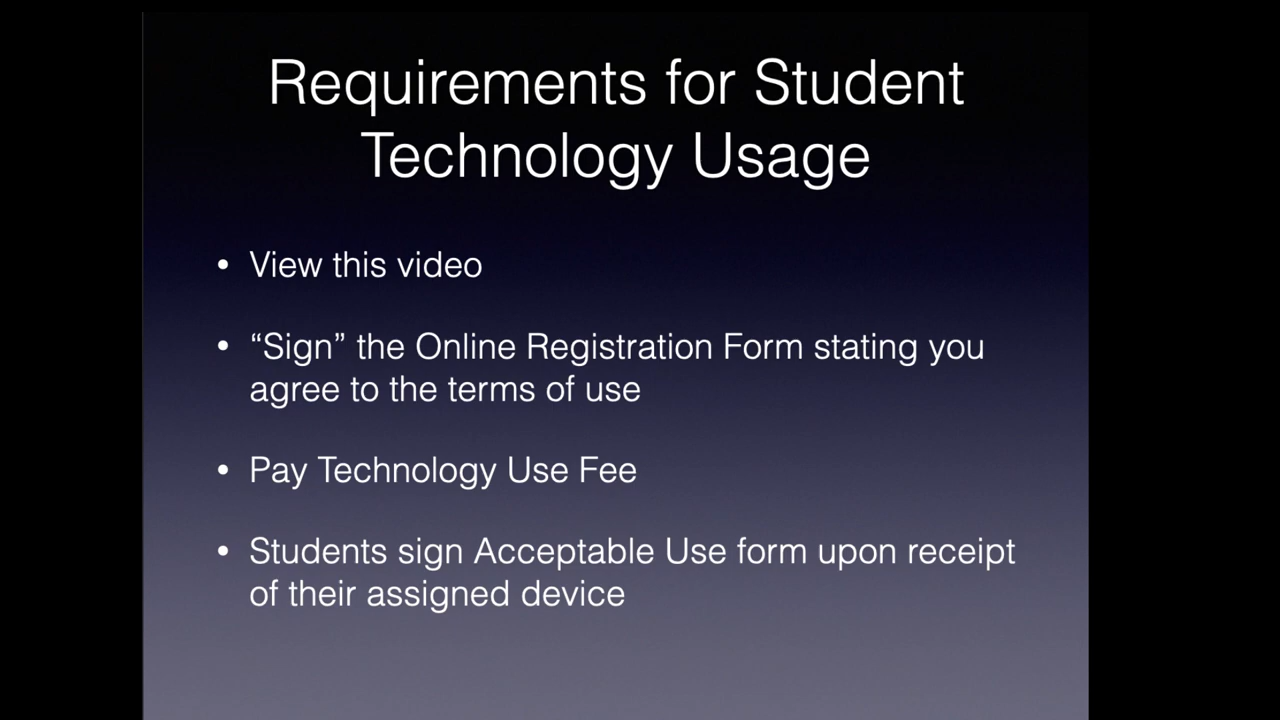 Requirements for Student
Technology Usage
• View this video
• “Sign” the Online Registration Form stating you
agree to the terms of use
• Pay Technology Use Fee
• Students sign Acceptable Use form upon receipt
of their assigned device